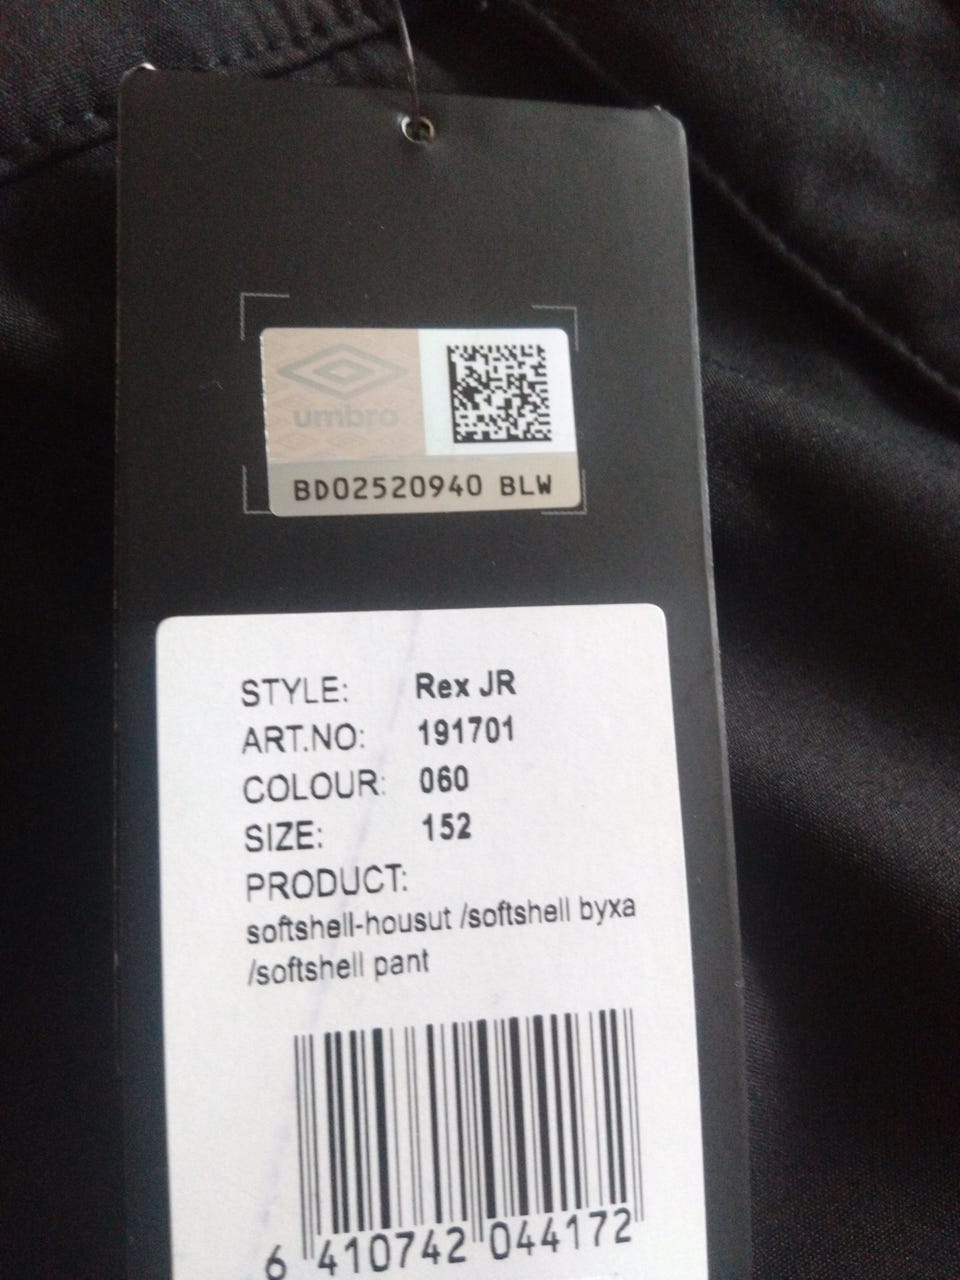 umbro
BD02520940 BLW
STYLE: Rex JR
ART.NO: 191701
COLOUR: 060
SIZE: 152
PRODUCT:
softshell-housut /softshell byxa
/softshell pant
6 410742 044172